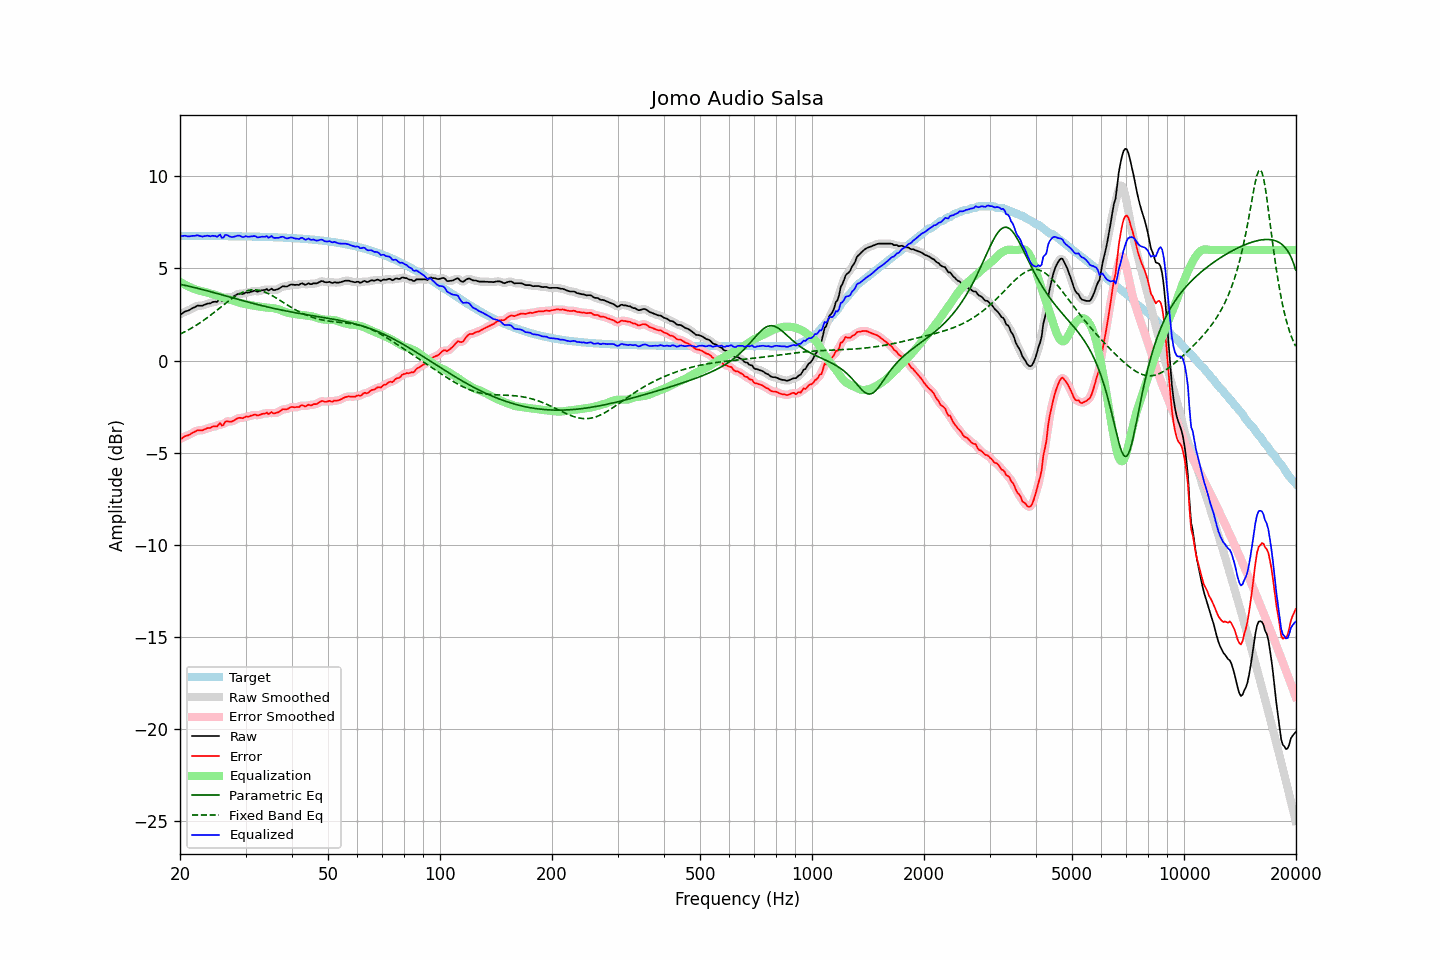 Jomo Audio Salsa
10
5
0
−5
−10
−15
−20
−25
Amplitude (dBr)
Target
Raw Smoothed
Error Smoothed
Raw
Error
Equalization
Parametric Eq
Fixed Band Eq
Equalized
20
50
100
200
500
1000
2000
5000
10000
20000
Frequency (Hz)